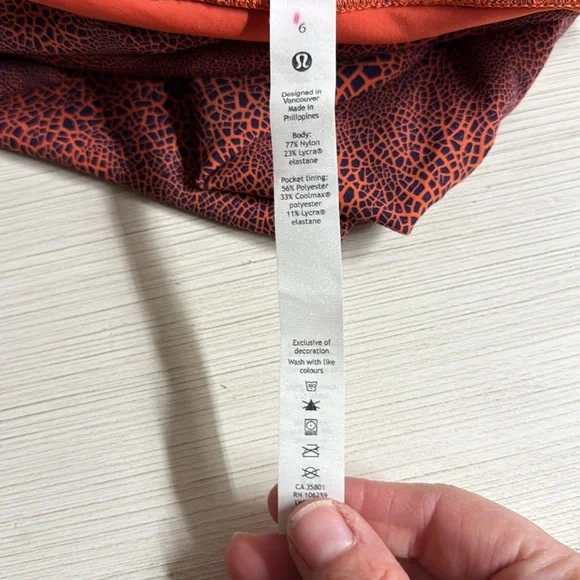 6
Designed in
Vancouver
Made in
Philippines
Body:
77% Nylon
23% Lycra®
elastane
Pocket lining:
56% Polyester
33% Coolmax®
polyester
11% Lycra®
elastane
Exclusive of
decoration
Wash with like
colours
CA 35801
RN 106259